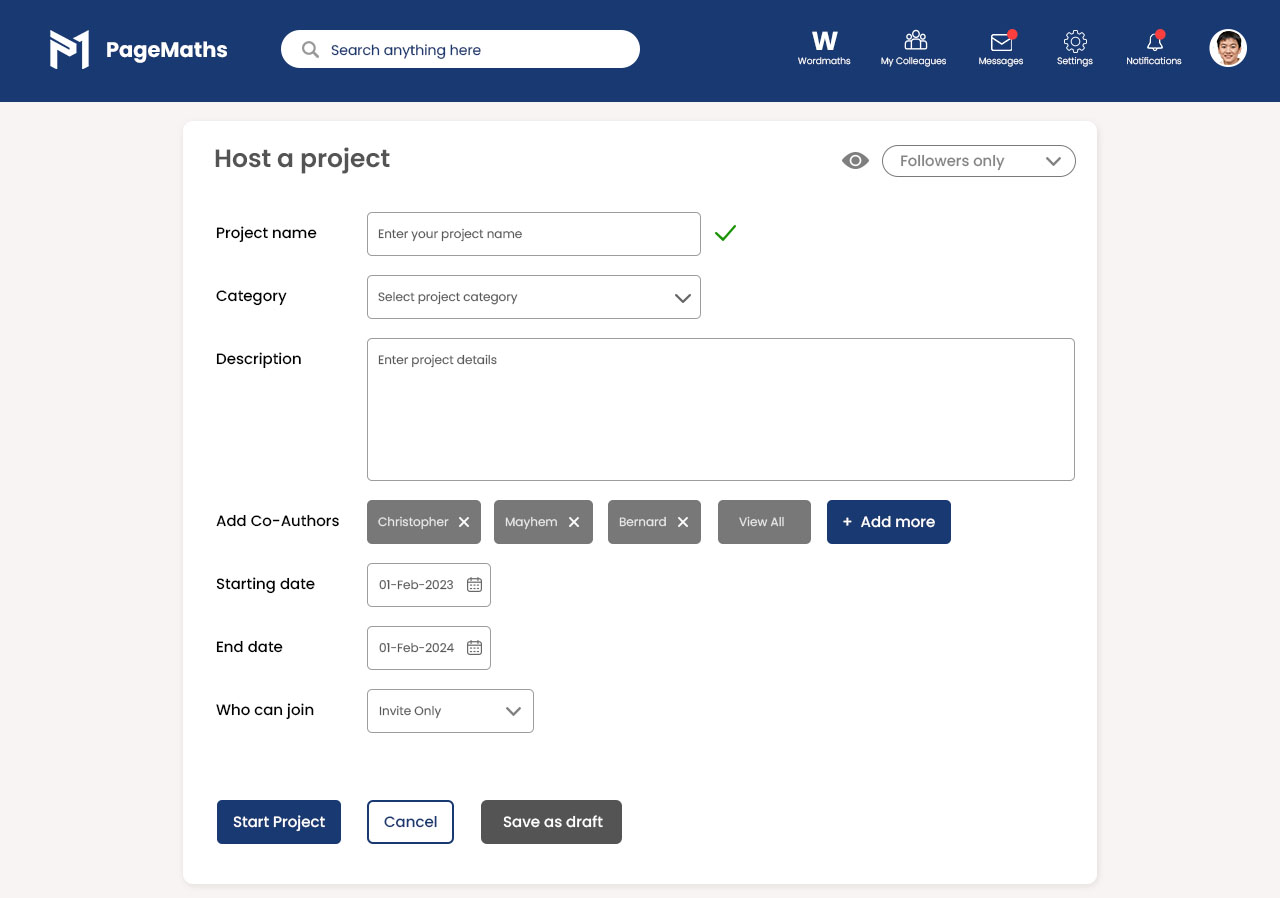 PageMaths
Search anything here
W
Wordmaths
My Colleagues
Messages
Settings
Notifications
Host a project
Followers only
Project name
Enter your project name
Category
Select project category
Description
Enter project details
Add Co-Authors
Christopher
Mayhem
Bernard
View All
+ Add more
Starting date
01-Feb-2023
End date
01-Feb-2024
Who can join
Invite Only
Start Project
Cancel
Save as draft